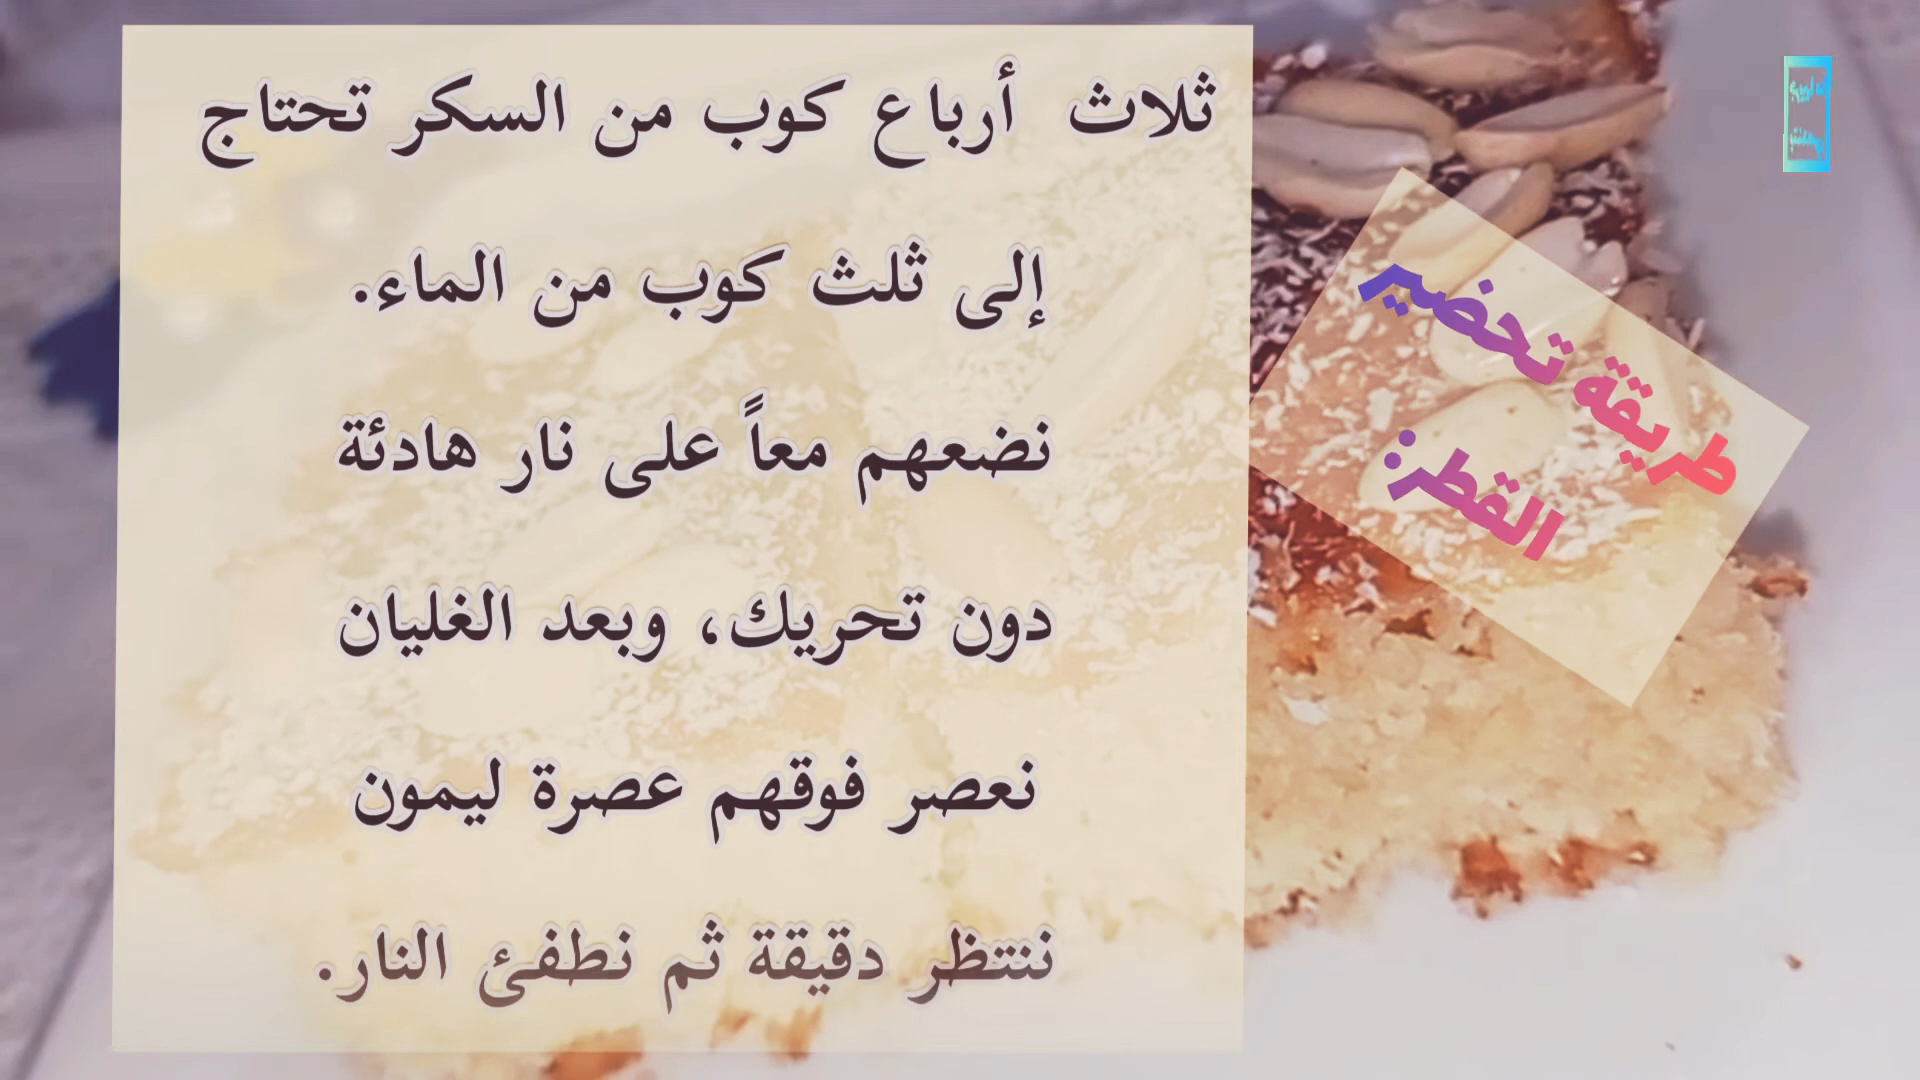 طريقة تحضير
القطر:
ثلاث أرباع كوب من السكر تحتاج
إلى ثلث كوب من الماء.
نضعهم معاً على نار هادئة
دون تحريك، وبعد الغليان
نعصر فوقهم عصرة ليمون
ننتظر دقيقة ثم نطفئ النار.